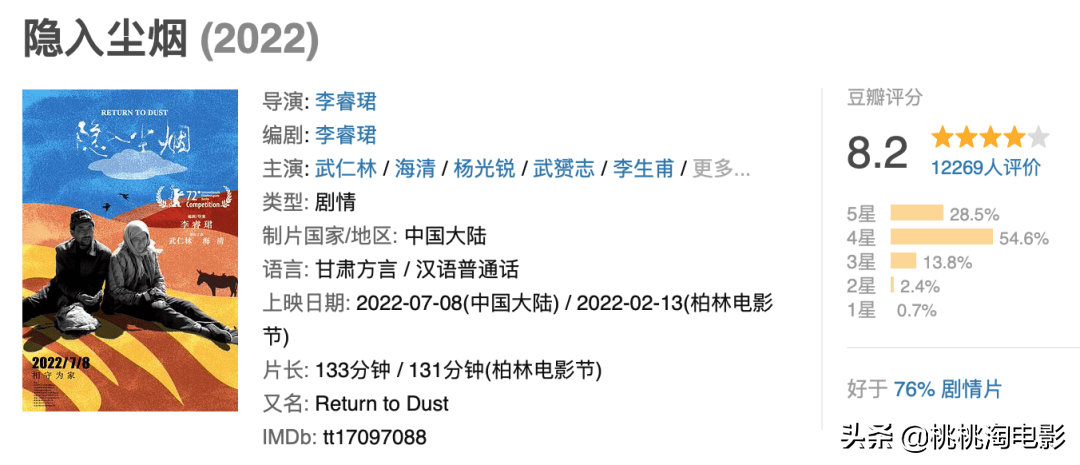 隐入尘烟 (2022)
RETURN TO DUST
隐入尘烟
72
Competition
李睿珺
武仁林 海清
2022/7/8
相守为家
导演: 李睿珺
编剧: 李睿珺
主演: 武仁林 / 海清 / 杨光锐 / 武赟志 / 李生甫 / 更多...
类型: 剧情
制片国家/地区: 中国大陆
语言: 甘肃方言 / 汉语普通话
上映日期: 2022-07-08(中国大陆) / 2022-02-13(柏林电影
节)
片长: 133分钟 / 131分钟(柏林电影节)
又名: Return to Dust
IMDb: tt17097088
豆瓣评分
8.2
12269人评价
5星 28.5%
4星 54.6%
3星 13.8%
2星 2.4%
1星 0.7%
好于 76% 剧情片
头条 @桃桃淘电影